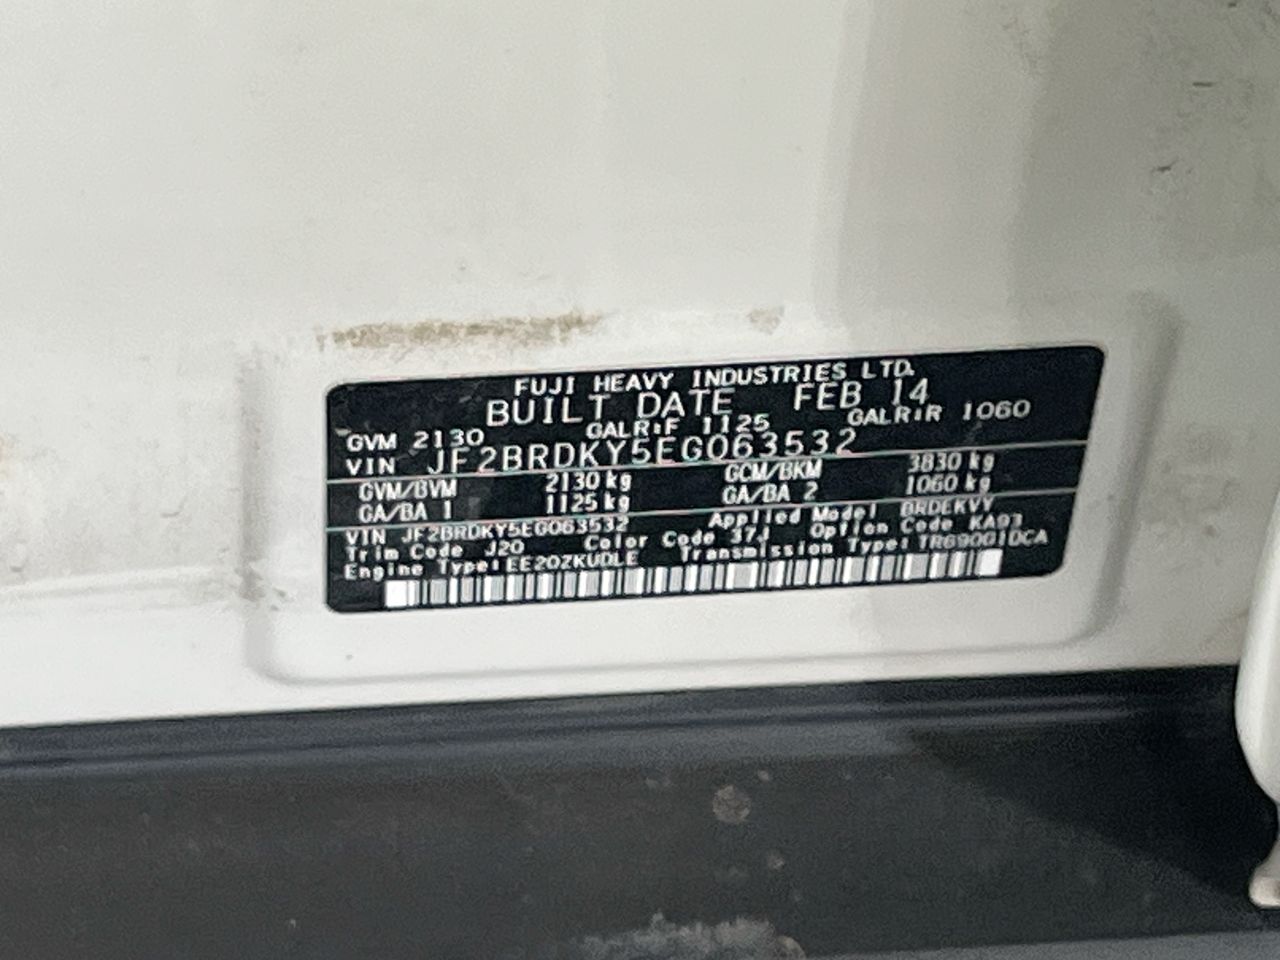 FUJI HEAVY INDUSTRIES LTD.
BUILT DATE FEB 14
GVM 2130 GALR:F 1125 GALR:R 1060
VIN JF2BRDKY5EG063532
GVM/BVM 2130 kg GCM/BKM 3830 kg
GA/BA 1 1125 kg GA/BA 2 1060 kg
VIN JF2BRDKY5EG063532 Applied Model BRDEKVY
Trim Code J20 Color Code 37J Option Code KA93
Engine Type: EE20ZKUDLE Transmission Type: TR690G1DCA